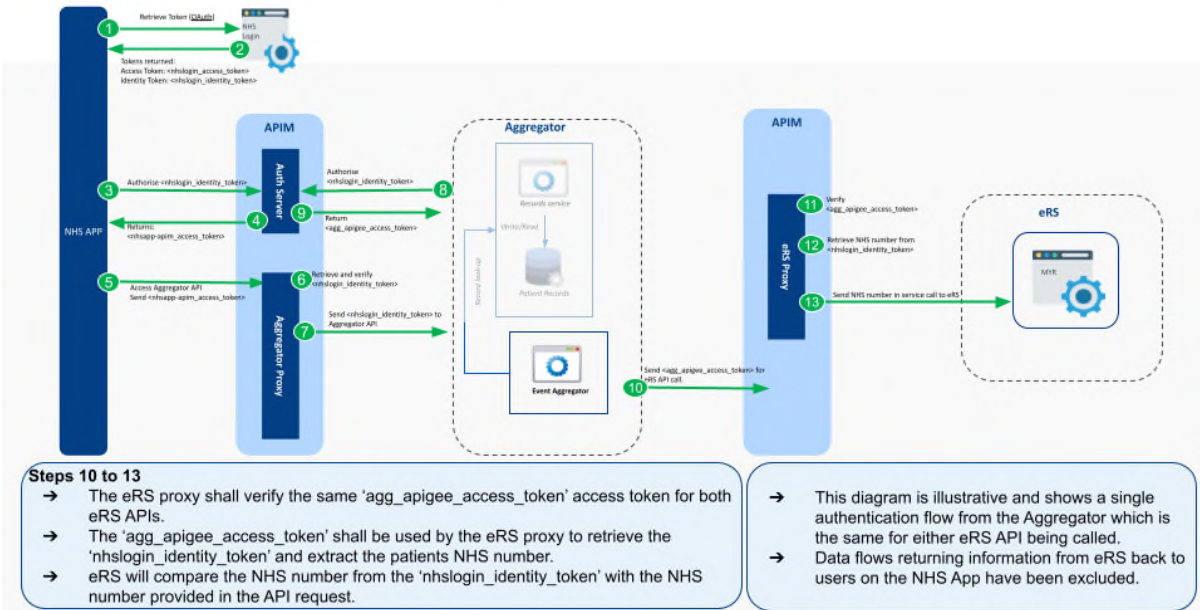 1
Retrieve Token (OAuth)
NHS
Login
2
Tokens returned:
Access Token: <nhslogin_access_token>
Identity Token: <nhslogin_identity_token>
NHS APP
APIM
Auth Server
3
Authorise <nhslogin_identity_token>
4
Returns:
<nhsapp-apim_access_token>
5
Access Aggregator API
Send <nhsapp-apim_access_token>
Aggregator Proxy
6
Retrieve and verify
<nhslogin_identity_token>
7
Send <nhslogin_identity_token> to
Aggregator API
8
Authorise
<nhslogin_identity_token>
9
Return
<agg_apigee_access_token>
Aggregator
Records service
Write/Read
Patient Records
Record look-up
Event Aggregator
10
Send <agg_apigee_access_token> for
eRS API call.
APIM
eRS Proxy
11
Verify
<agg_apigee_access_token>
12
Retrieve NHS number from
<nhslogin_identity_token>
13
Send NHS number in service call to eRS
eRS
MYR
Steps 10 to 13
➔ The eRS proxy shall verify the same ‘agg_apigee_access_token’ access token for both
eRS APIs.
➔ The ‘agg_apigee_access_token’ shall be used by the eRS proxy to retrieve the
‘nhslogin_identity_token’ and extract the patients NHS number.
➔ eRS will compare the NHS number from the ‘nhslogin_identity_token’ with the NHS
number provided in the API request.
➔ This diagram is illustrative and shows a single
authentication flow from the Aggregator which is
the same for either eRS API being called.
➔ Data flows returning information from eRS back to
users on the NHS App have been excluded.